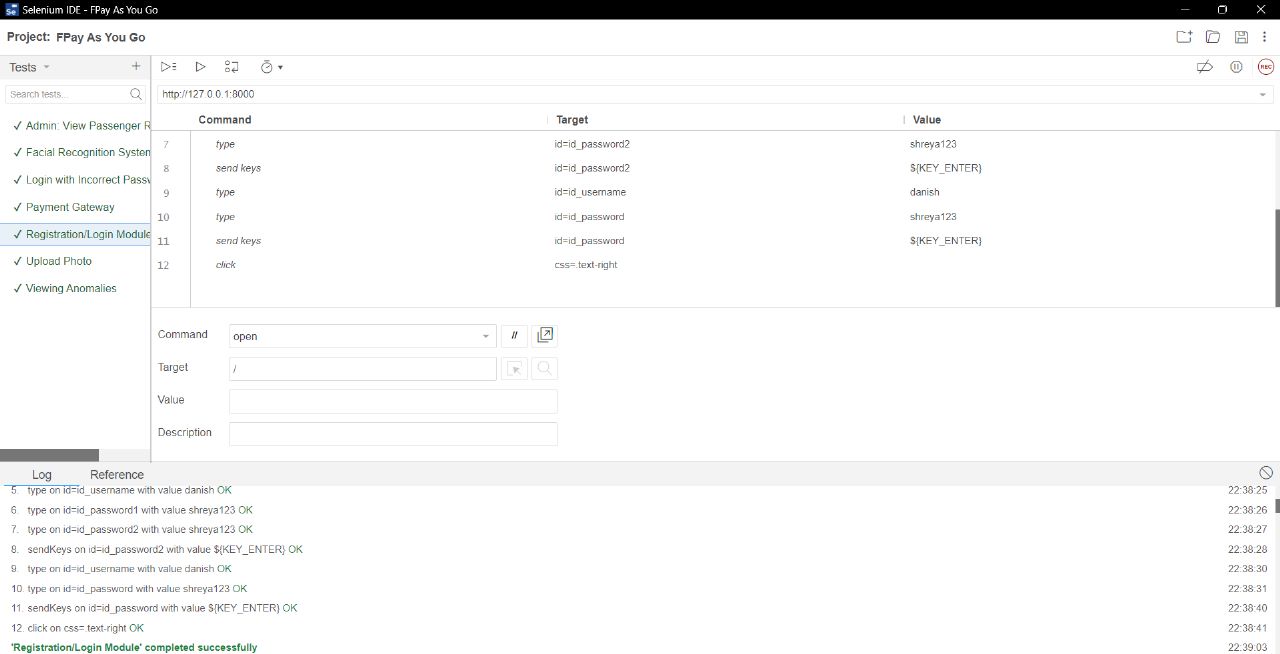 Selenium IDE - FPay As You Go
Project: FPay As You Go
Tests
Search tests...
✓ Admin: View Passenger R
✓ Facial Recognition System
✓ Login with Incorrect Passw
✓ Payment Gateway
✓ Registration/Login Module
✓ Upload Photo
✓ Viewing Anomalies
REC
http://127.0.0.1:8000
Command Target Value
7 type id=id_password2 shreya123
8 send keys id=id_password2 ${KEY_ENTER}
9 type id=id_username danish
10 type id=id_password shreya123
11 send keys id=id_password ${KEY_ENTER}
12 click css=.text-right
Command open //
Target /
Value
Description
Log Reference
5. type on id=id_username with value danish OK 22:38:25
6. type on id=id_password1 with value shreya123 OK 22:38:26
7. type on id=id_password2 with value shreya123 OK 22:38:27
8. sendKeys on id=id_password2 with value ${KEY_ENTER} OK 22:38:28
9. type on id=id_username with value danish OK 22:38:30
10. type on id=id_password with value shreya123 OK 22:38:31
11. sendKeys on id=id_password with value ${KEY_ENTER} OK 22:38:40
12. click on css=.text-right OK 22:38:41
'Registration/Login Module' completed successfully 22:39:03